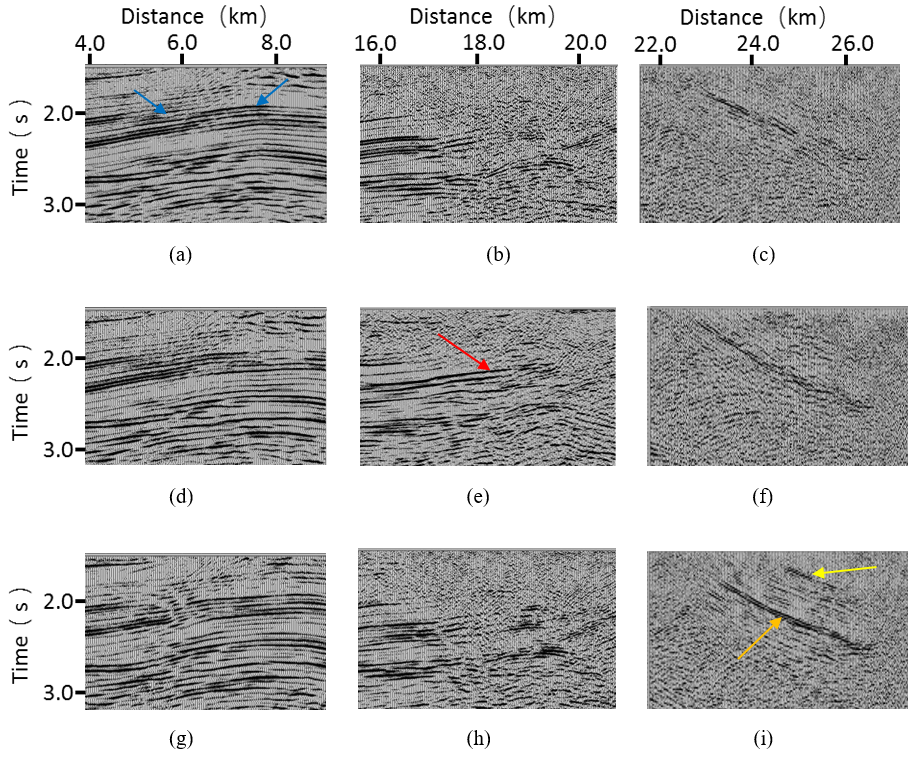 Distance （km）
Distance （km）
Distance （km）
4.0 6.0 8.0
16.0 18.0 20.0
22.0 24.0 26.0
Time（s）
2.0
3.0
(a)
(b)
(c)
Time（s）
2.0
3.0
(d)
(e)
(f)
Time（s）
2.0
3.0
(g)
(h)
(i)